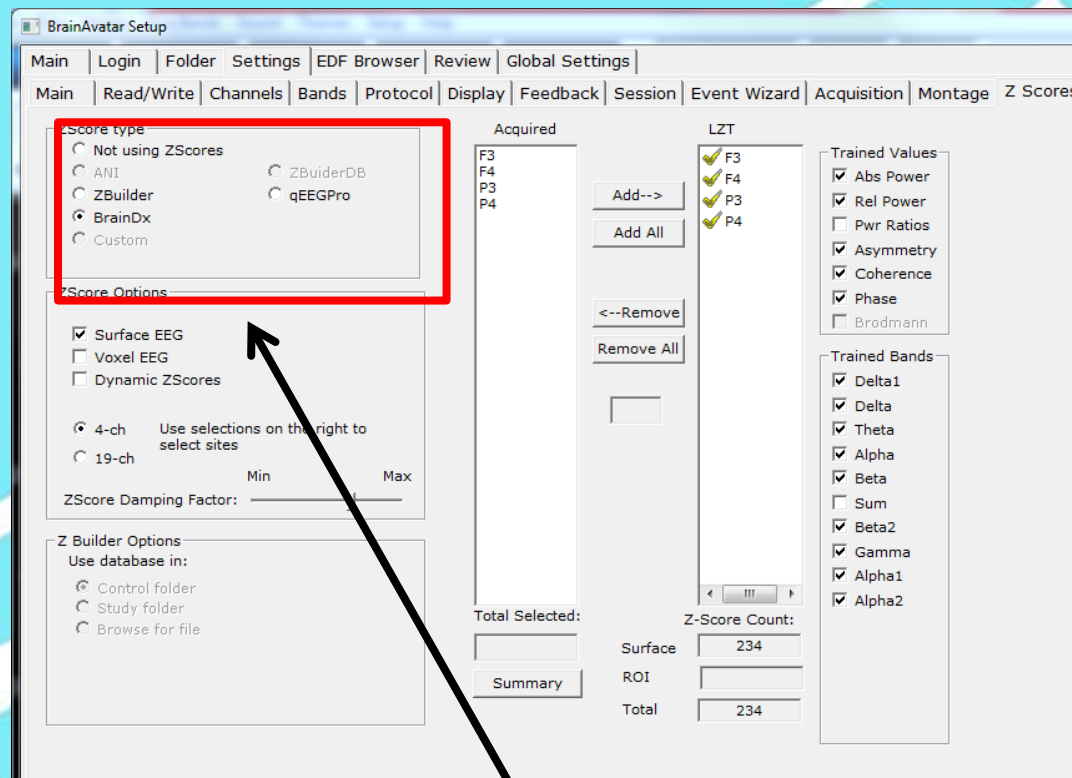 BrainAvatar Setup
Main Login Folder Settings EDF Browser Review Global Settings
Main Read/Write Channels Bands Protocol Display Feedback Session Event Wizard Acquisition Montage Z Scores
ZScore type
Not using ZScores
ANI ZBuiderDB
ZBuilder qEEGPro
BrainDx
Custom
ZScore Options
Surface EEG
Voxel EEG
Dynamic ZScores
4-ch Use selections on the right to
select sites
19-ch
Min Max
ZScore Damping Factor:
Z Builder Options
Use database in:
Control folder
Study folder
Browse for file
Acquired
F3
F4
P3
P4
Add-->
Add All
<--Remove
Remove All
LZT
F3
F4
P3
P4
Total Selected:
Summary
Z-Score Count:
Surface 234
ROI
Total 234
Trained Values
Abs Power
Rel Power
Pwr Ratios
Asymmetry
Coherence
Phase
Brodmann
Trained Bands
Delta1
Delta
Theta
Alpha
Beta
Sum
Beta2
Gamma
Alpha1
Alpha2